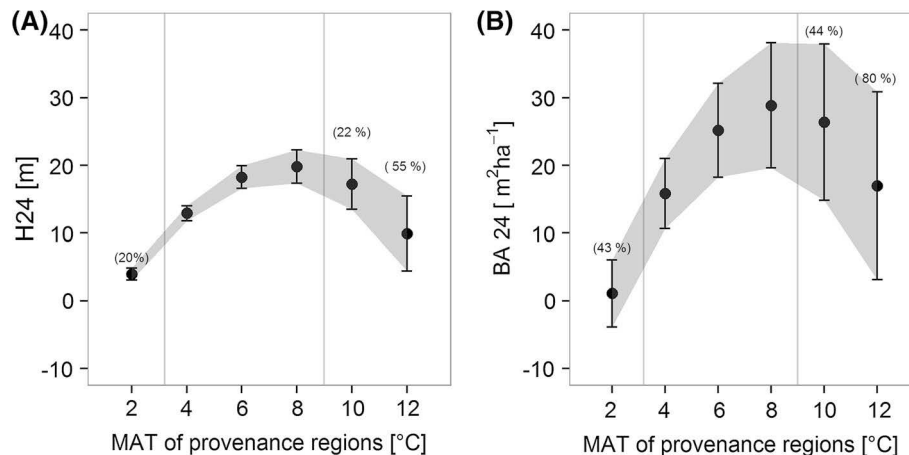 (A)
H24 [m]
40
30
20
10
0
-10
(20%)
(22 %)
( 55 %)
2 4 6 8 10 12
MAT of provenance regions [°C]
(B)
BA 24 [ m²ha⁻¹]
40
30
20
10
0
-10
(43 %)
(44 %)
( 80 %)
2 4 6 8 10 12
MAT of provenance regions [°C]